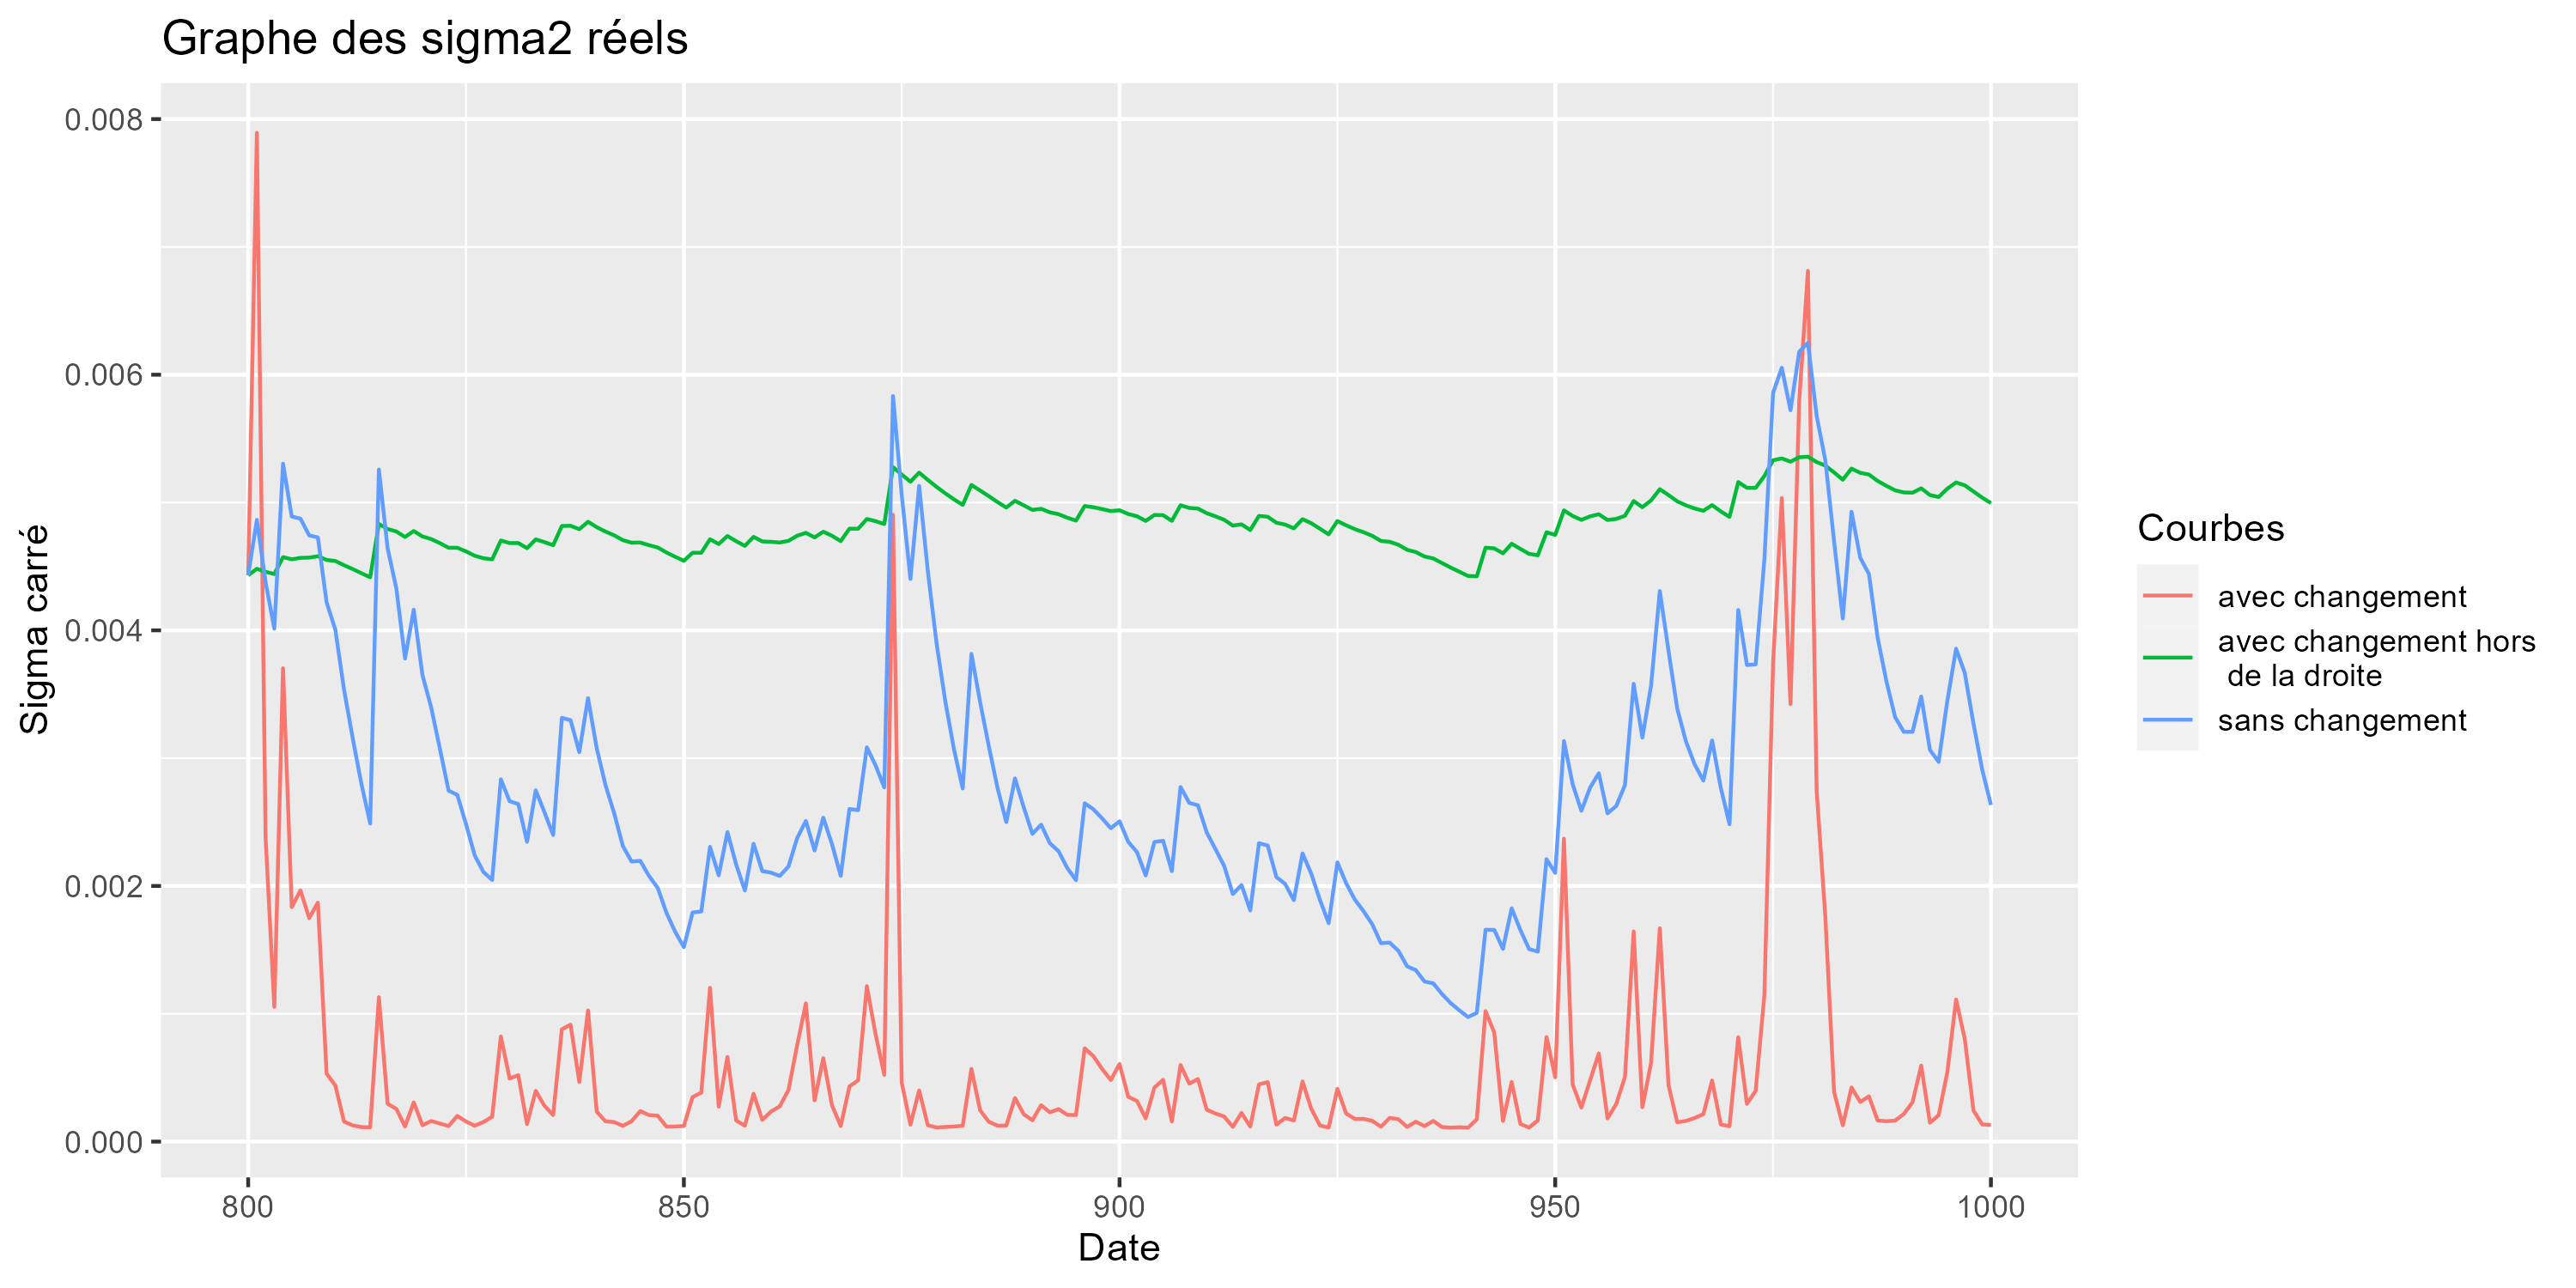 Graphe des sigma2 réels
Sigma carré
0.008
0.006
0.004
0.002
0.000
800
850
900
950
1000
Date
Courbes
avec changement
avec changement hors
de la droite
sans changement